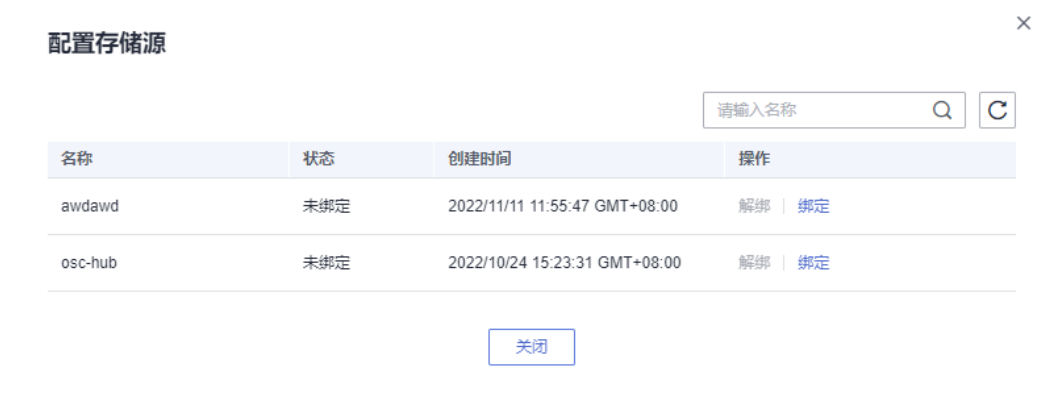 配置存储源
请输入名称
名称 状态 创建时间 操作
awdawd 未绑定 2022/11/11 11:55:47 GMT+08:00 解绑 | 绑定
osc-hub 未绑定 2022/10/24 15:23:31 GMT+08:00 解绑 | 绑定
关闭